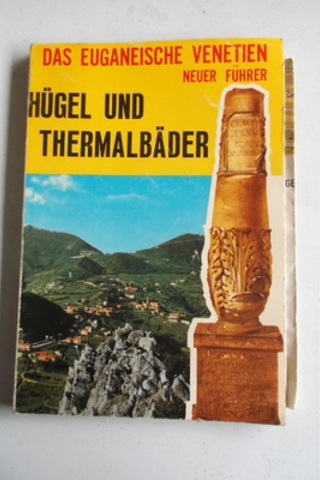 DAS EUGANEISCHE VENETIEN
NEUER FÜHRER
HÜGEL UND
THERMALBÄDER